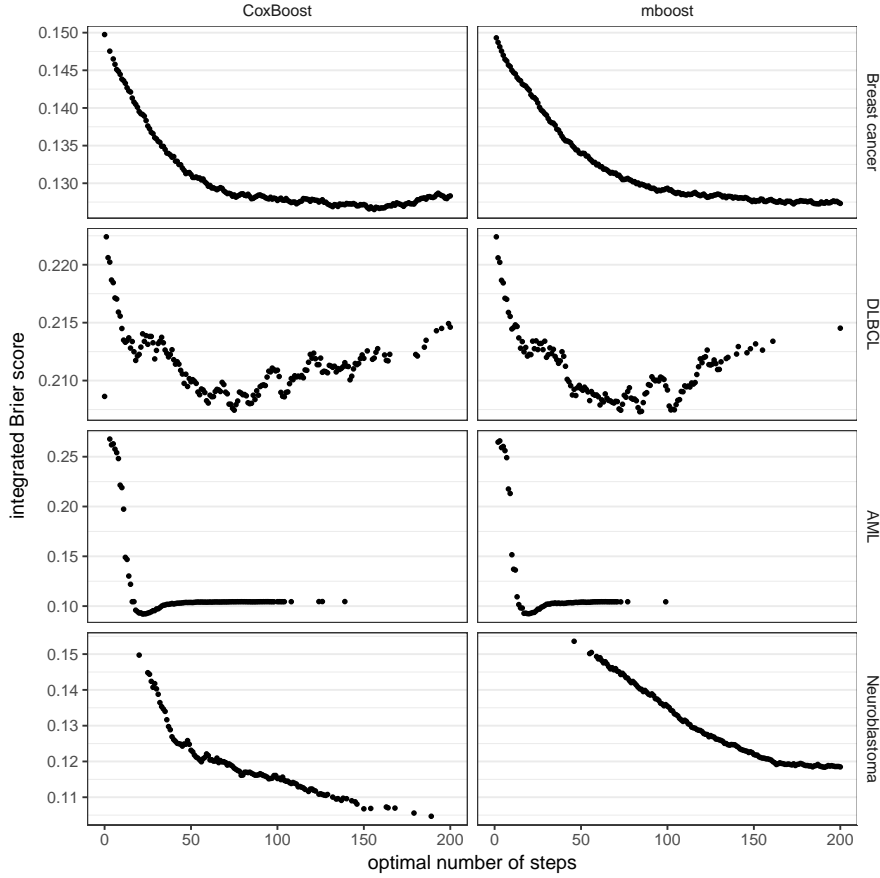 CoxBoost mboost
0.150
0.145
0.140
0.135
0.130
Breast cancer
0.220
0.215
0.210
DLBCL
0.25
0.20
0.15
0.10
AML
0.15
0.14
0.13
0.12
0.11
Neuroblastoma
integrated Brier score
0 50 100 150 200 0 50 100 150 200
optimal number of steps